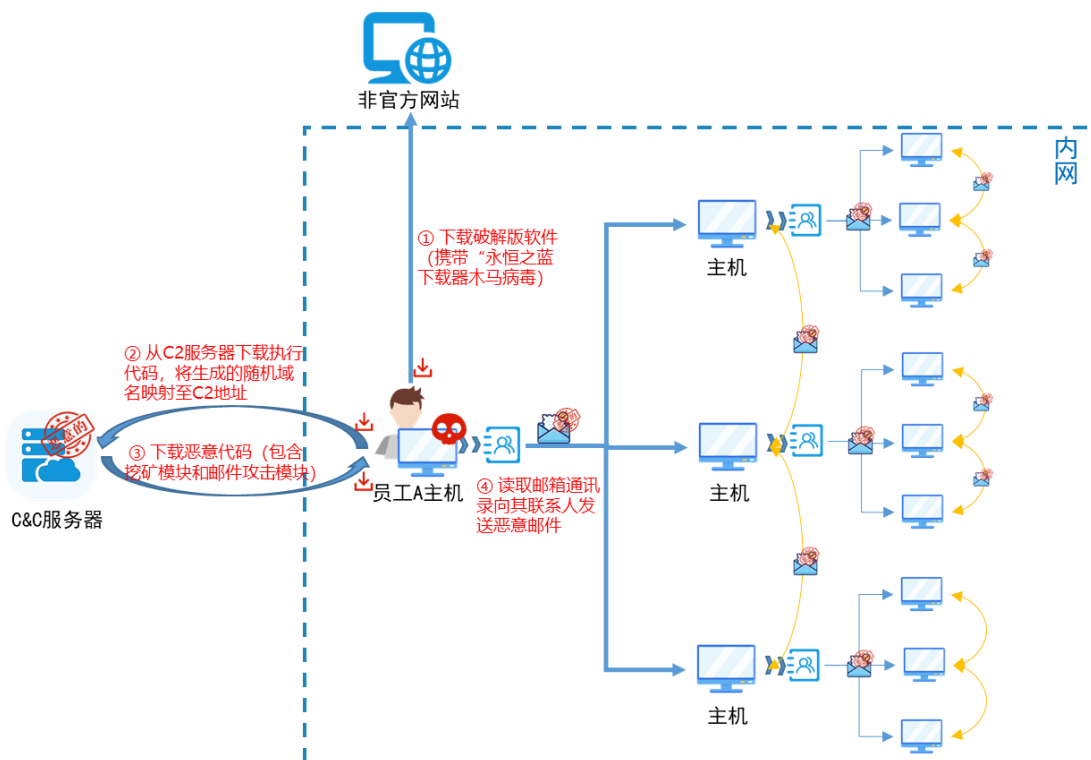 非官方网站
内
网
① 下载破解版软件
（携带“永恒之蓝
下载器木马病毒）
主机
② 从C2服务器下载执行
代码，将生成的随机域
名映射至C2地址
恶意的
③ 下载恶意代码（包含
挖矿模块和邮件攻击模块）
C&C服务器
员工A主机
④ 读取邮箱通讯
录向其联系人发
送恶意邮件
主机
主机